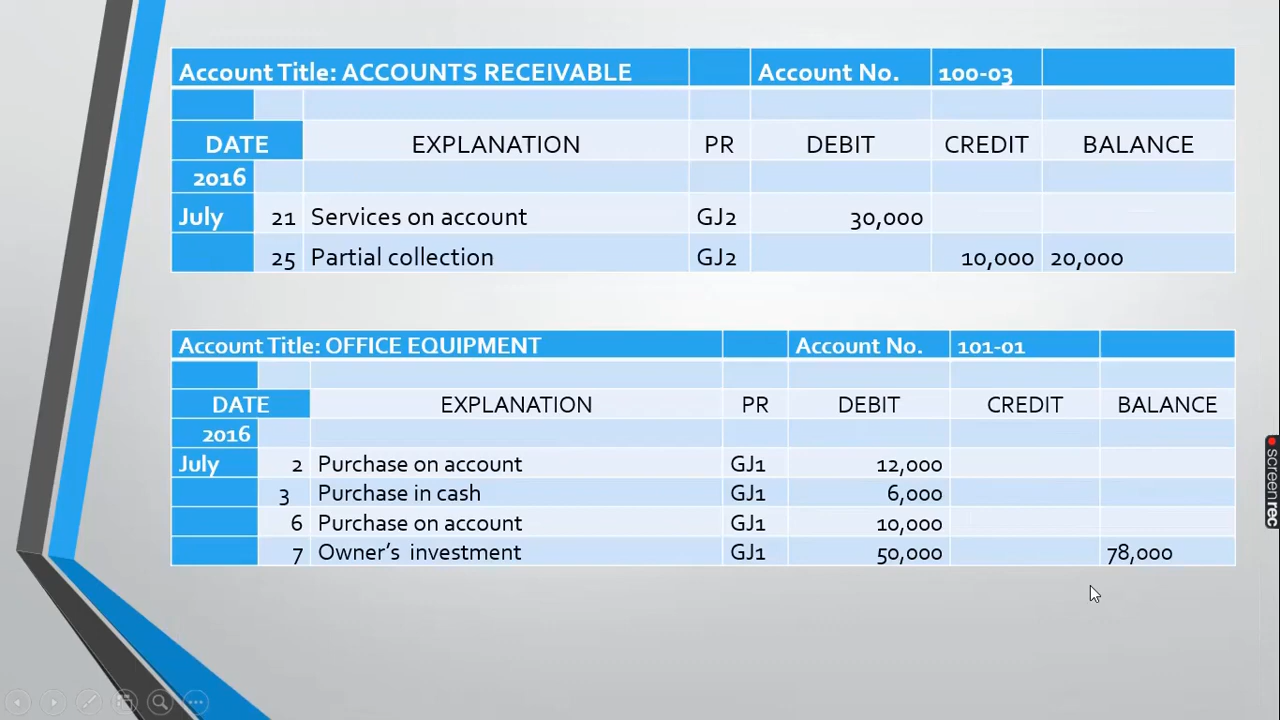 Account Title: ACCOUNTS RECEIVABLE Account No. 100-03
DATE EXPLANATION PR DEBIT CREDIT BALANCE
2016
July 21 Services on account GJ2 30,000
25 Partial collection GJ2 10,000 20,000
Account Title: OFFICE EQUIPMENT Account No. 101-01
DATE EXPLANATION PR DEBIT CREDIT BALANCE
2016
July 2 Purchase on account GJ1 12,000
3 Purchase in cash GJ1 6,000
6 Purchase on account GJ1 10,000
7 Owner’s investment GJ1 50,000 78,000
screenrec